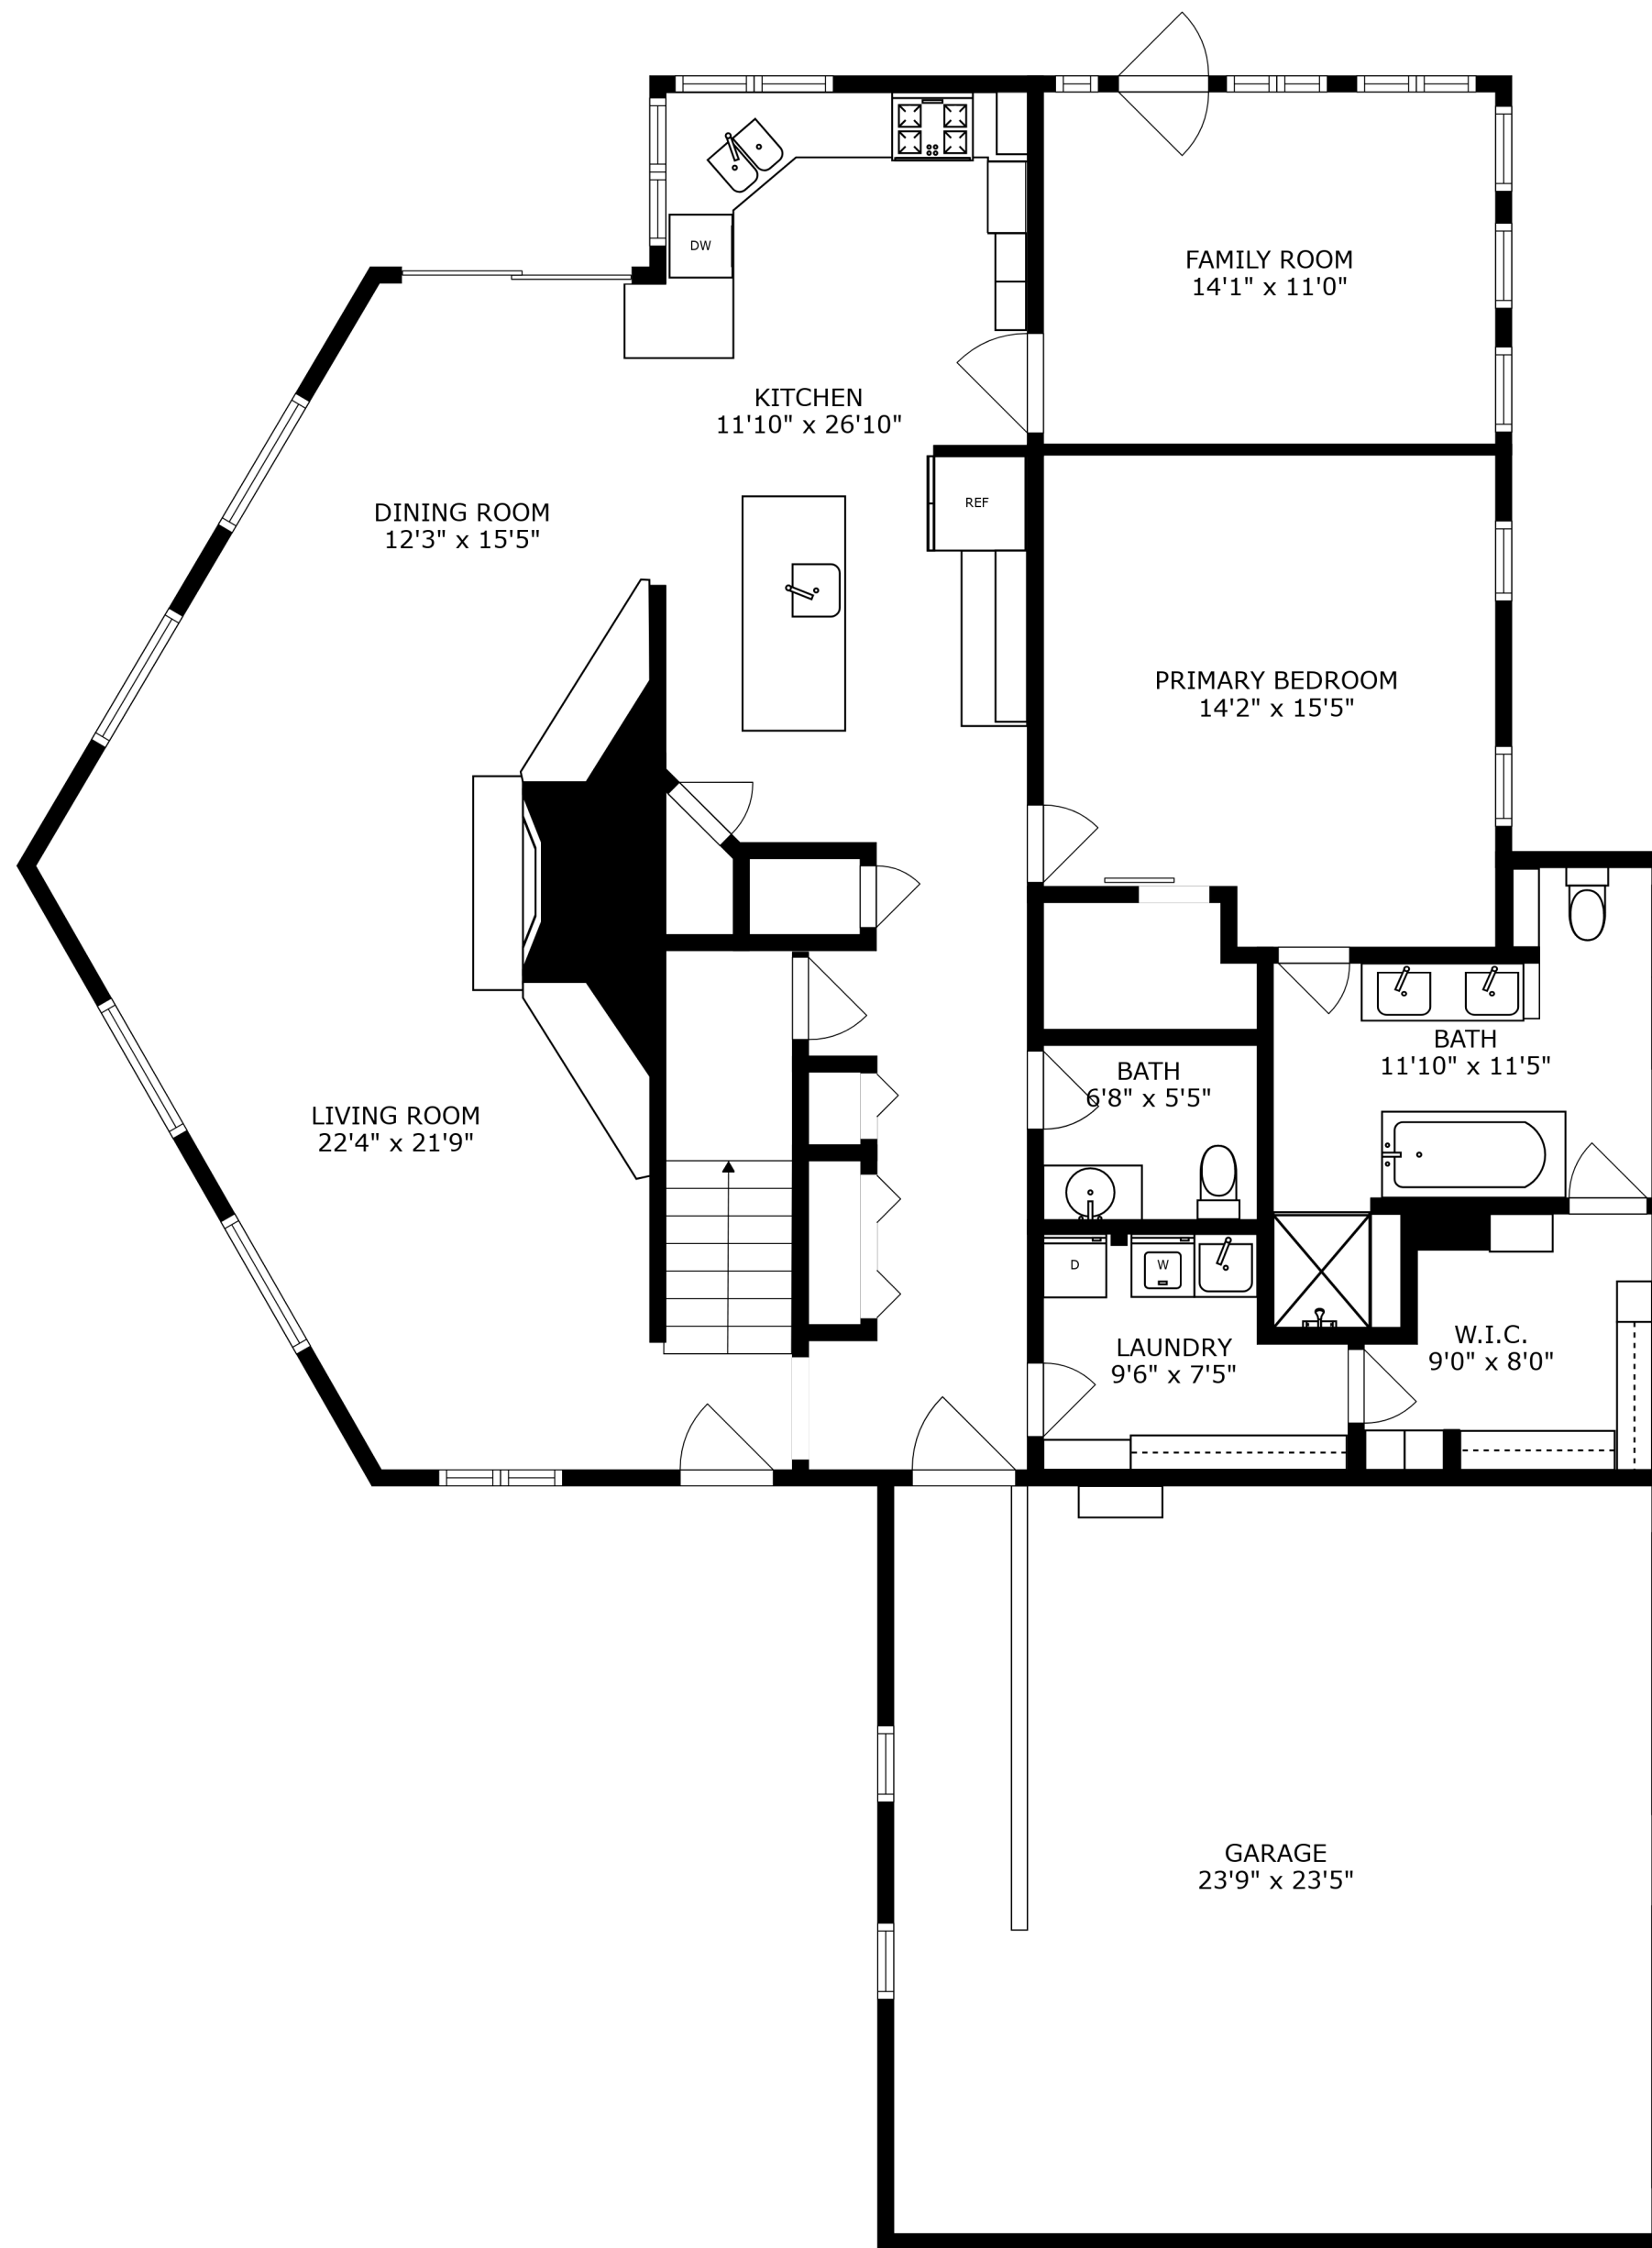 DW
FAMILY ROOM
14'1" x 11'0"
KITCHEN
11'10" x 26'10"
DINING ROOM
12'3" x 15'5"
REF
PRIMARY BEDROOM
14'2" x 15'5"
BATH
11'10" x 11'5"
BATH
6'8" x 5'5"
LIVING ROOM
22'4" x 21'9"
D
W
LAUNDRY
9'6" x 7'5"
W.I.C.
9'0" x 8'0"
GARAGE
23'9" x 23'5"